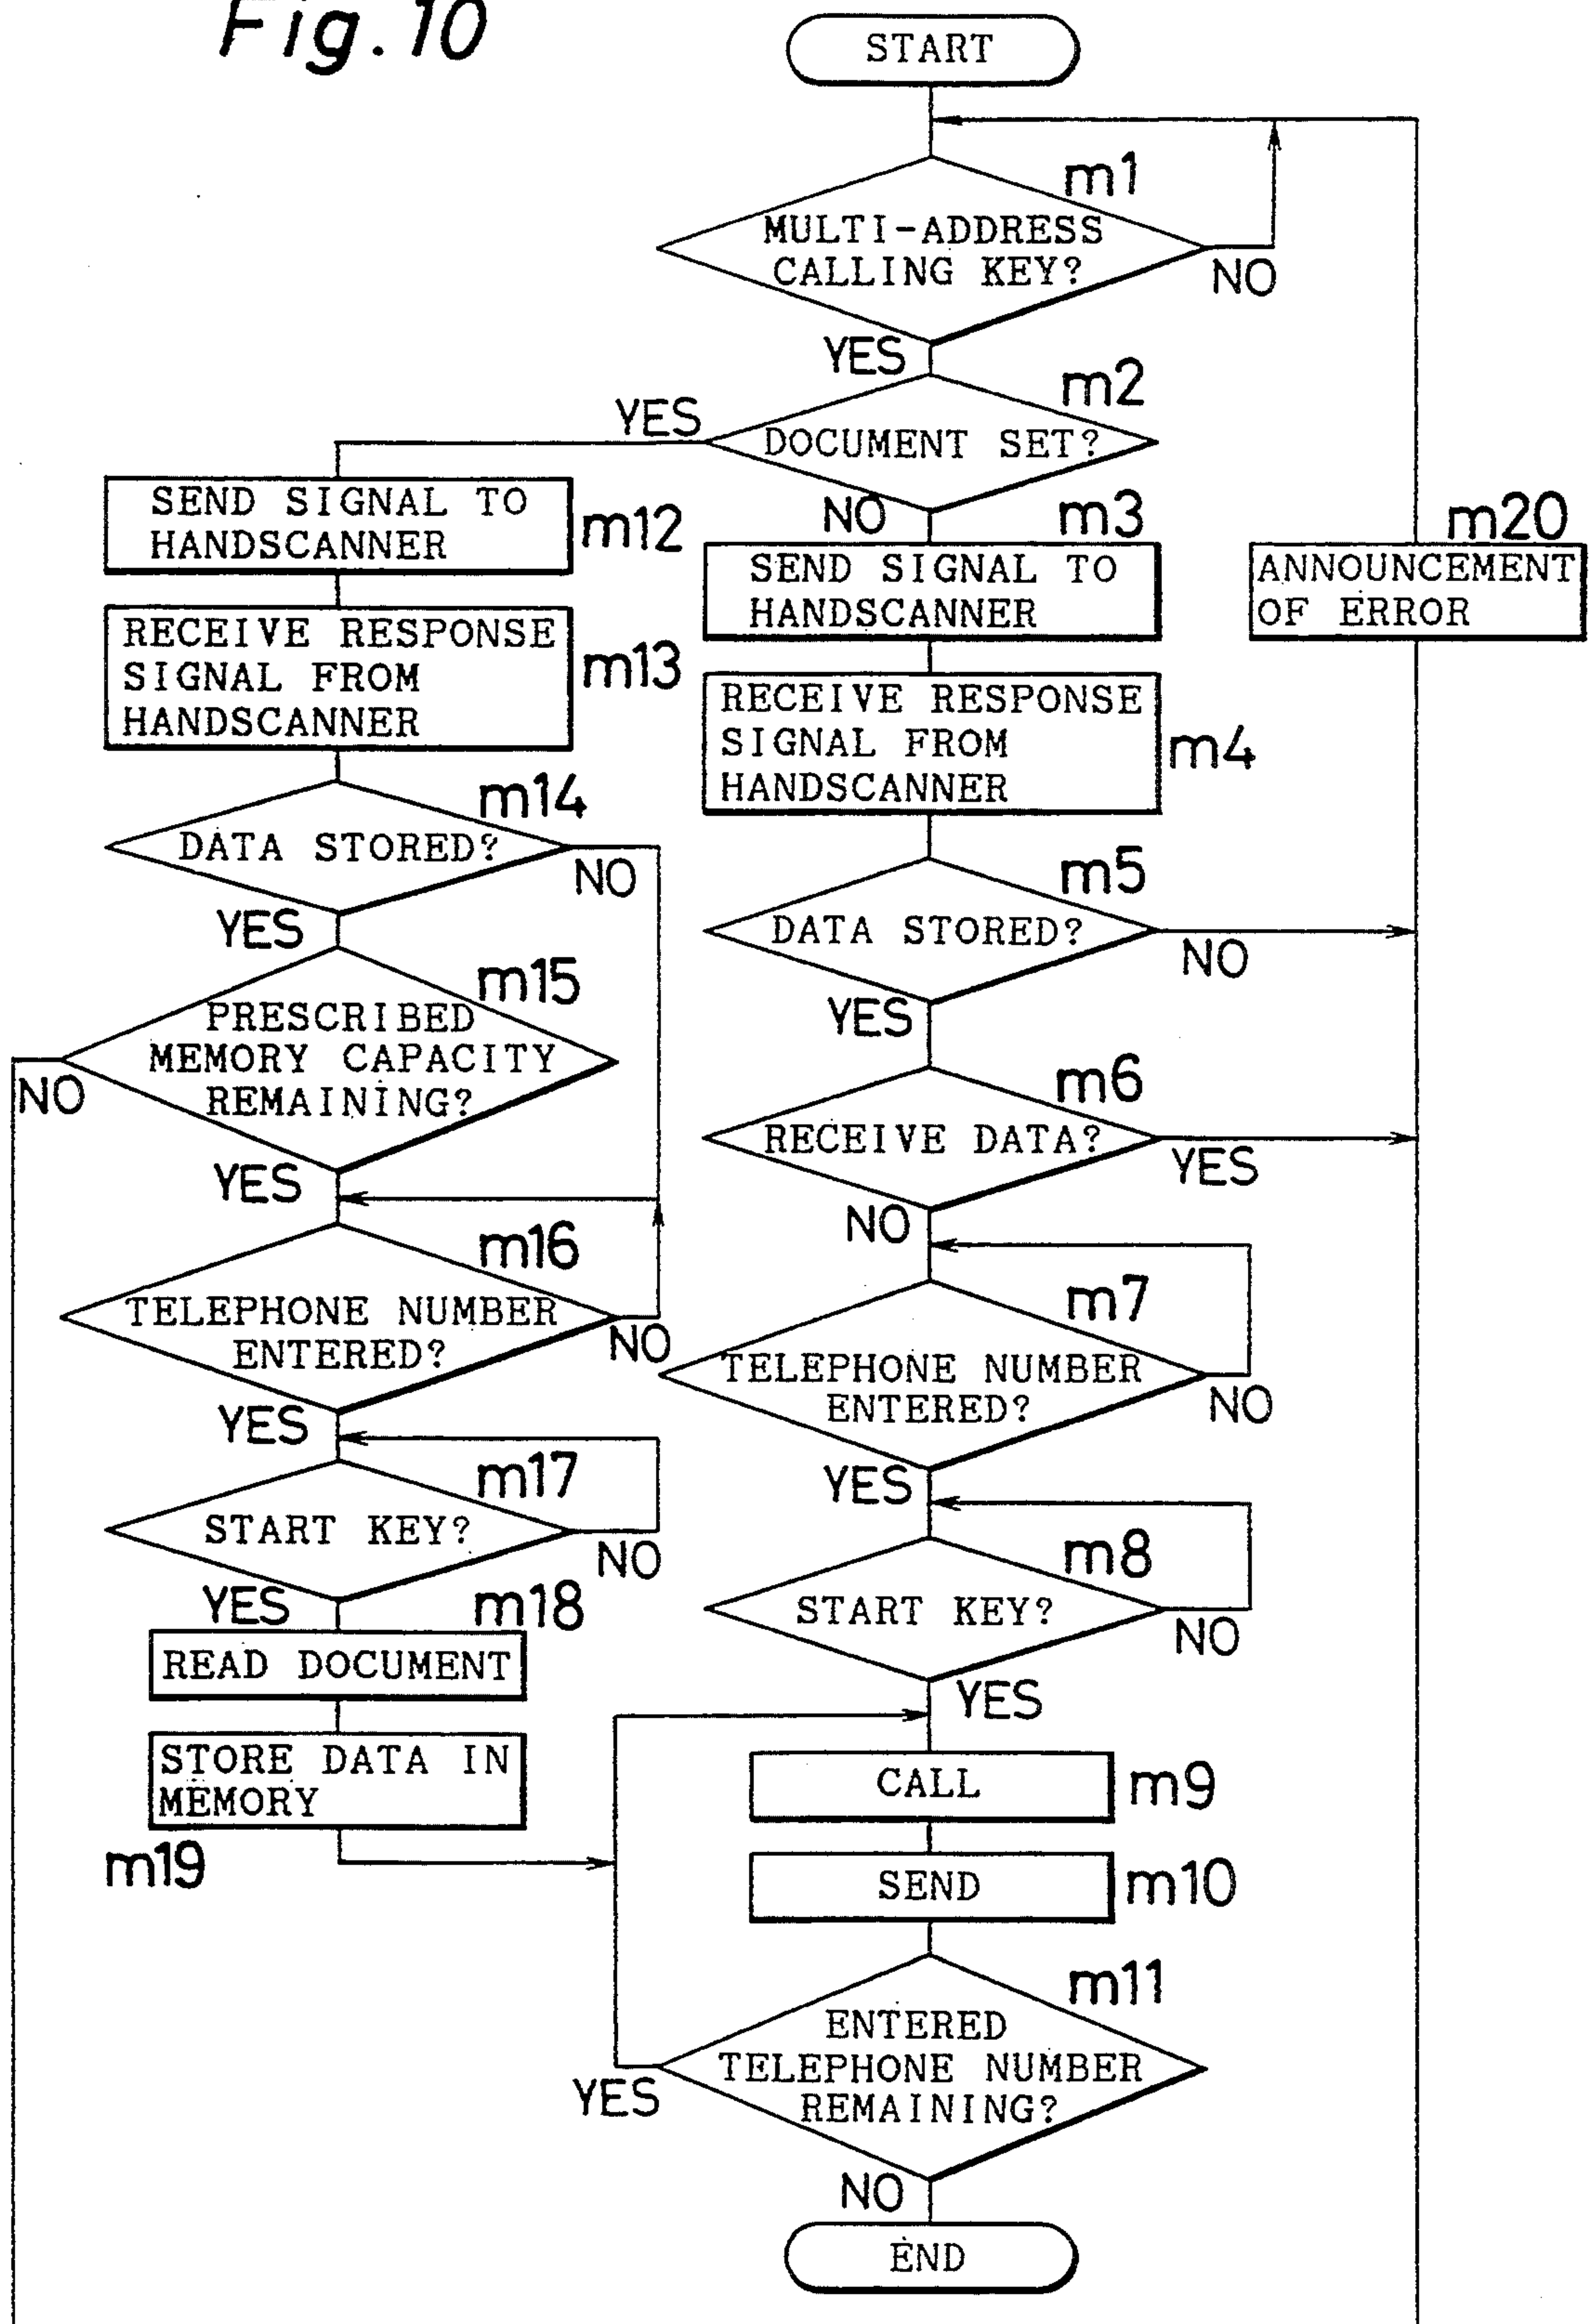 Fig. 10
START
m1
MULTI-ADDRESS
CALLING KEY?
NO
YES
m2
DOCUMENT SET?
YES
NO
m12
SEND SIGNAL TO
HANDSCANNER
m13
RECEIVE RESPONSE
SIGNAL FROM
HANDSCANNER
m14
DATA STORED?
NO
YES
m15
PRESCRIBED
MEMORY CAPACITY
REMAINING?
NO
YES
m16
TELEPHONE NUMBER
ENTERED?
NO
YES
m17
START KEY?
NO
YES
m18
READ DOCUMENT
STORE DATA IN
MEMORY
m19
m3
SEND SIGNAL TO
HANDSCANNER
RECEIVE RESPONSE
SIGNAL FROM
HANDSCANNER
m4
m5
DATA STORED?
NO
YES
m6
RECEIVE DATA?
YES
NO
m7
TELEPHONE NUMBER
ENTERED?
NO
YES
m8
START KEY?
NO
YES
CALL
m9
SEND
m10
m11
ENTERED
TELEPHONE NUMBER
REMAINING?
YES
NO
END
m20
ANNOUNCEMENT
OF ERROR